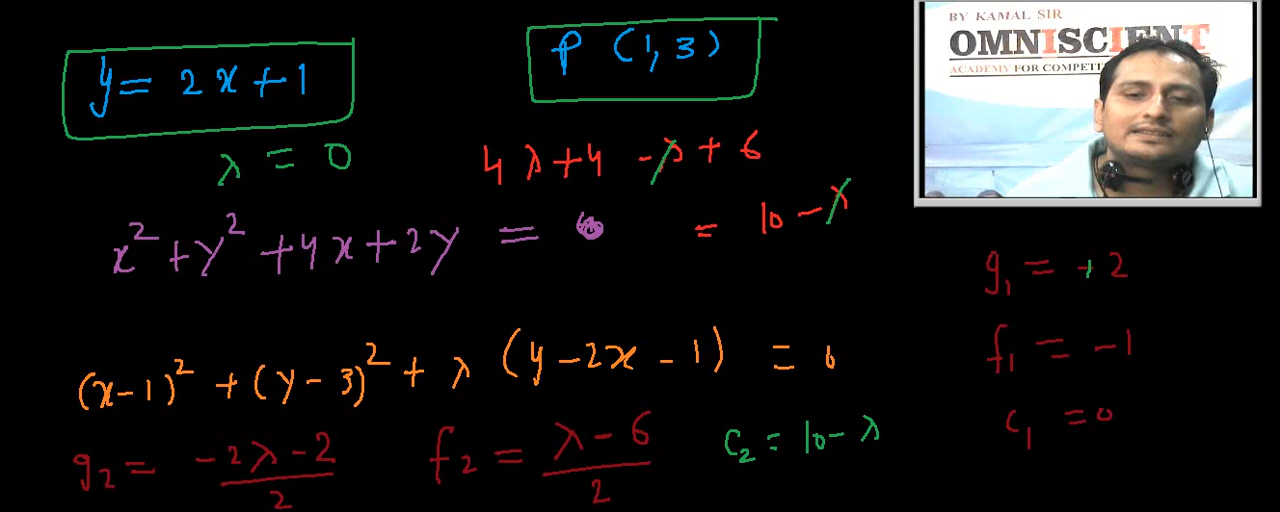 BY KAMAL SIR
OMNISCIENT
ACADEMY FOR COMPET
y = 2x + 1
P (1, 3)
λ = 0
4λ + 4 - λ + 6
x² + y² + 4x + 2y =
= 10 - λ
g₁ = +2
f₁ = -1
c₁ = 0
(x - 1)² + (y - 3)² + λ (y - 2x - 1) = 0
g₂ = (-2λ - 2)/2
f₂ = (λ - 6)/2
c₂ = 10 - λ